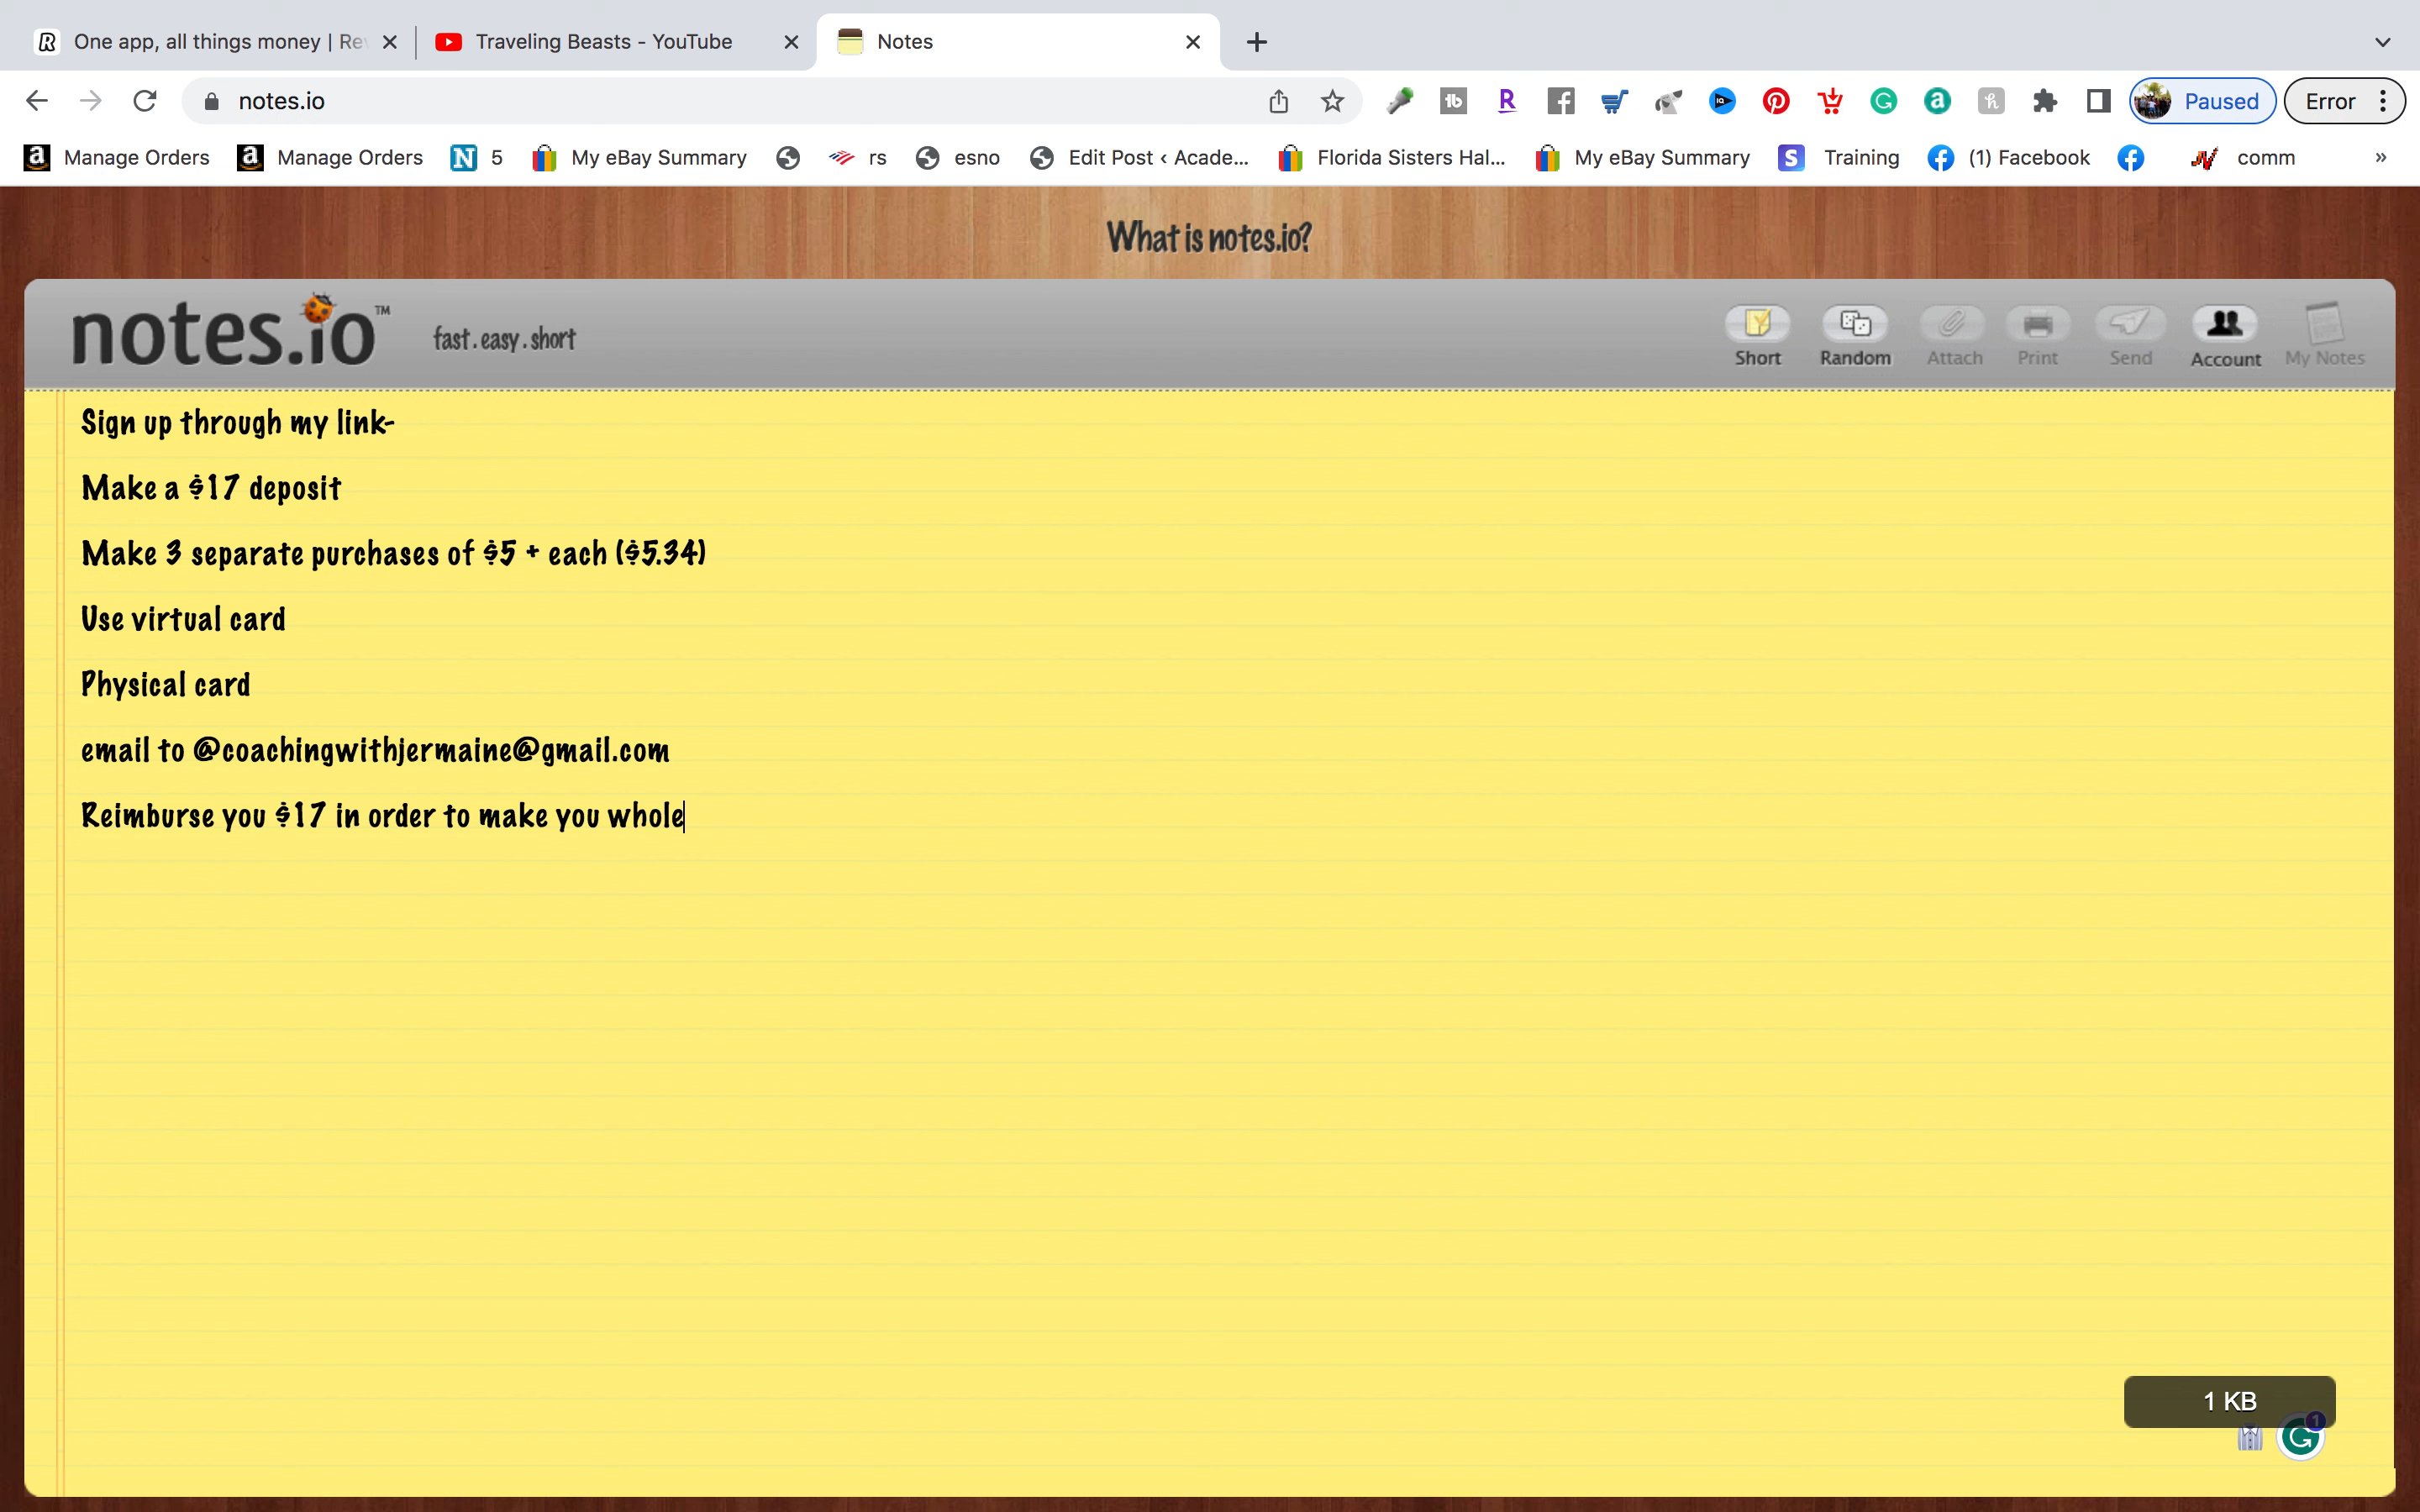 One app, all things money | Re
Traveling Beasts - YouTube
Notes
notes.io
Paused
Error
Manage Orders
Manage Orders
5
My eBay Summary
rs
esno
Edit Post ‹ Acade...
Florida Sisters Hal...
My eBay Summary
Training
(1) Facebook
comm
»
What is notes.io?
notes.io™
fast.easy.short
Short
Random
Attach
Print
Send
Account
My Notes
Sign up through my link-
Make a $17 deposit
Make 3 separate purchases of $5 + each ($5.34)
Use virtual card
Physical card
email to @coachingwithjermaine@gmail.com
Reimburse you $17 in order to make you whole
1 KB
1